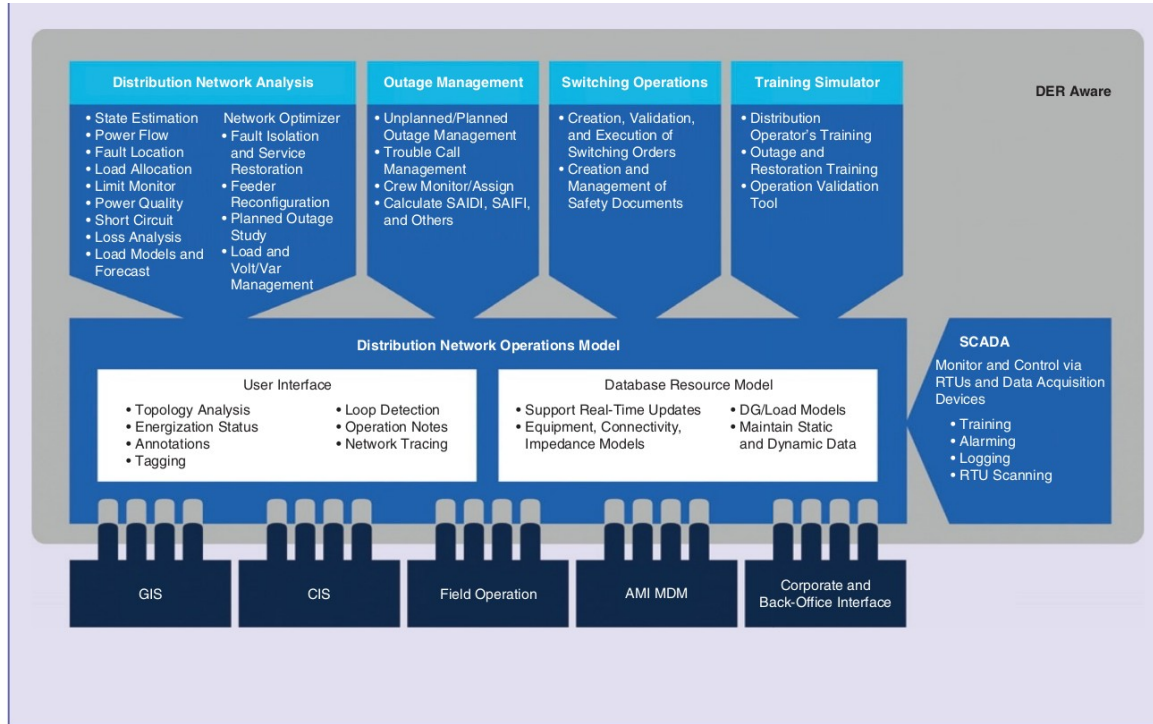 Distribution Network Analysis
• State Estimation
• Power Flow
• Fault Location
• Load Allocation
• Limit Monitor
• Power Quality
• Short Circuit
• Loss Analysis
• Load Models and
Forecast
Network Optimizer
• Fault Isolation
and Service
Restoration
• Feeder
Reconfiguration
• Planned Outage
Study
• Load and
Volt/Var
Management
Outage Management
• Unplanned/Planned
Outage Management
• Trouble Call
Management
• Crew Monitor/Assign
• Calculate SAIDI, SAIFI,
and Others
Switching Operations
• Creation, Validation,
and Execution of
Switching Orders
• Creation and
Management of
Safety Documents
Training Simulator
• Distribution
Operator's Training
• Outage and
Restoration Training
• Operation Validation
Tool
DER Aware
Distribution Network Operations Model
User Interface
• Topology Analysis
• Energization Status
• Annotations
• Tagging
• Loop Detection
• Operation Notes
• Network Tracing
Database Resource Model
• Support Real-Time Updates
• Equipment, Connectivity,
Impedance Models
• DG/Load Models
• Maintain Static
and Dynamic Data
SCADA
Monitor and Control via
RTUs and Data Acquisition
Devices
• Training
• Alarming
• Logging
• RTU Scanning
GIS
CIS
Field Operation
AMI MDM
Corporate and
Back-Office Interface